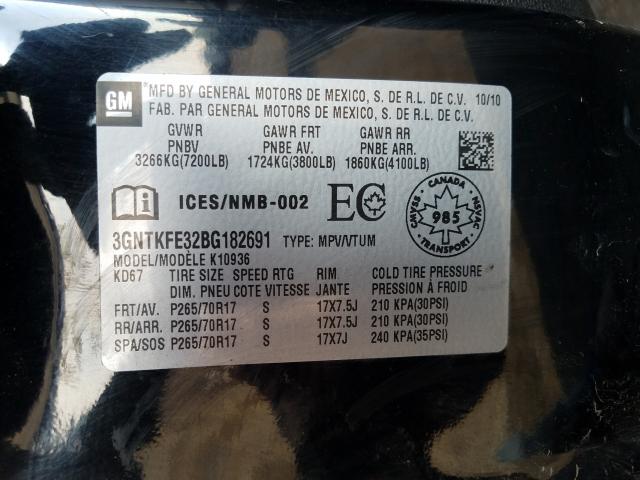 GM
*MFD BY GENERAL MOTORS DE MEXICO, S. DE R.L. DE C.V. 10/10
FAB. PAR GENERAL MOTORS DE MEXICO, S. DE R.L. DE C.V.
GVWR GAWR FRT GAWR RR
PNBV PNBE AV. PNBE ARR.
3266KG(7200LB) 1724KG(3800LB) 1860KG(4100LB)
ICES/NMB-002 EC
CANADA
CMVSS 985 NSVAC
TRANSPORT
3GNTKFE32BG182691 TYPE: MPV/VTUM
MODEL/MODÈLE K10936
KD67 TIRE SIZE SPEED RTG RIM COLD TIRE PRESSURE
DIM. PNEU COTE VITESSE JANTE PRESSION À FROID
FRT/AV. P265/70R17 S 17X7.5J 210 KPA(30PSI)
RR/ARR. P265/70R17 S 17X7.5J 210 KPA(30PSI)
SPA/SOS P265/70R17 S 17X7J 240 KPA(35PSI)